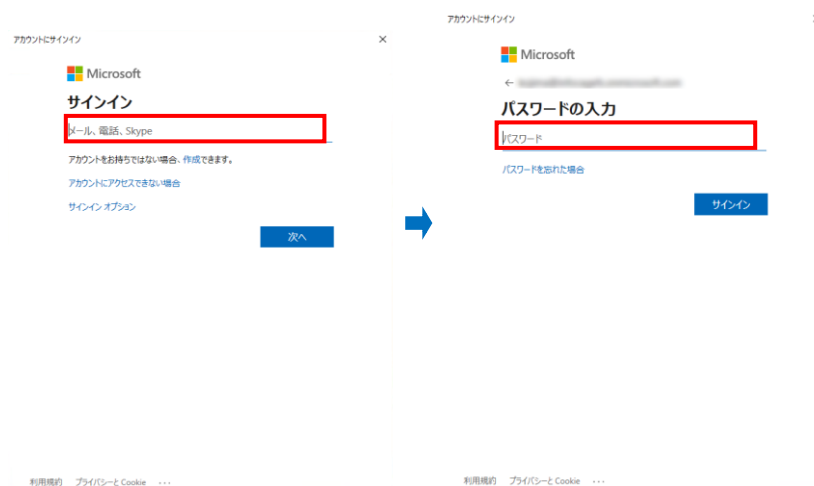 アカウントにサインイン
Microsoft
サインイン
メール、電話、Skype
アカウントをお持ちではない場合、作成できます。
アカウントにアクセスできない場合
サインイン オプション
次へ
利用規約 プライバシーと Cookie ···
アカウントにサインイン
Microsoft
←
パスワードの入力
パスワード
パスワードを忘れた場合
サインイン
利用規約 プライバシーと Cookie ···